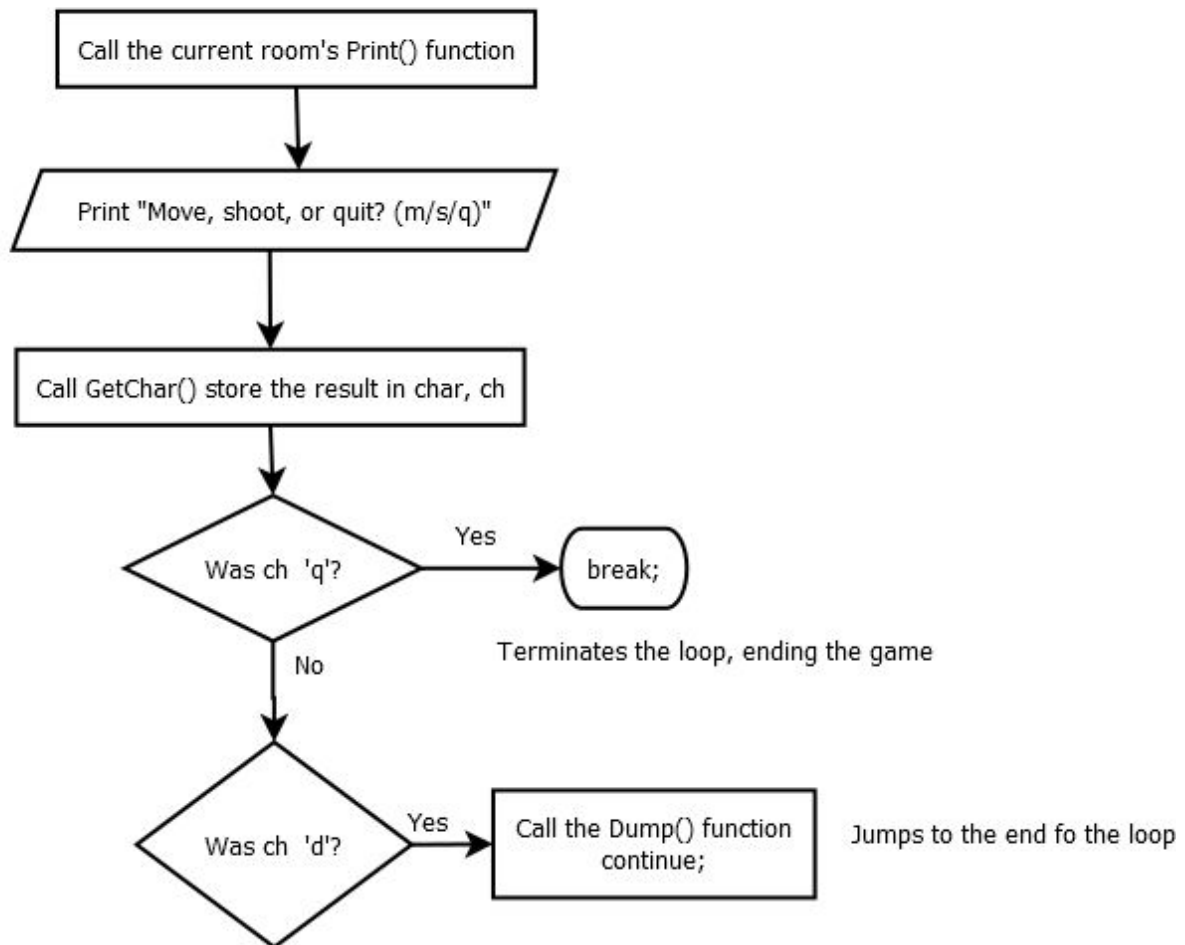 Call the current room's Print() function
Print "Move, shoot, or quit? (m/s/q)"
Call GetChar() store the result in char, ch
Was ch 'q'?
Yes
break;
Terminates the loop, ending the game
No
Was ch 'd'?
Yes
Call the Dump() function
continue;
Jumps to the end fo the loop